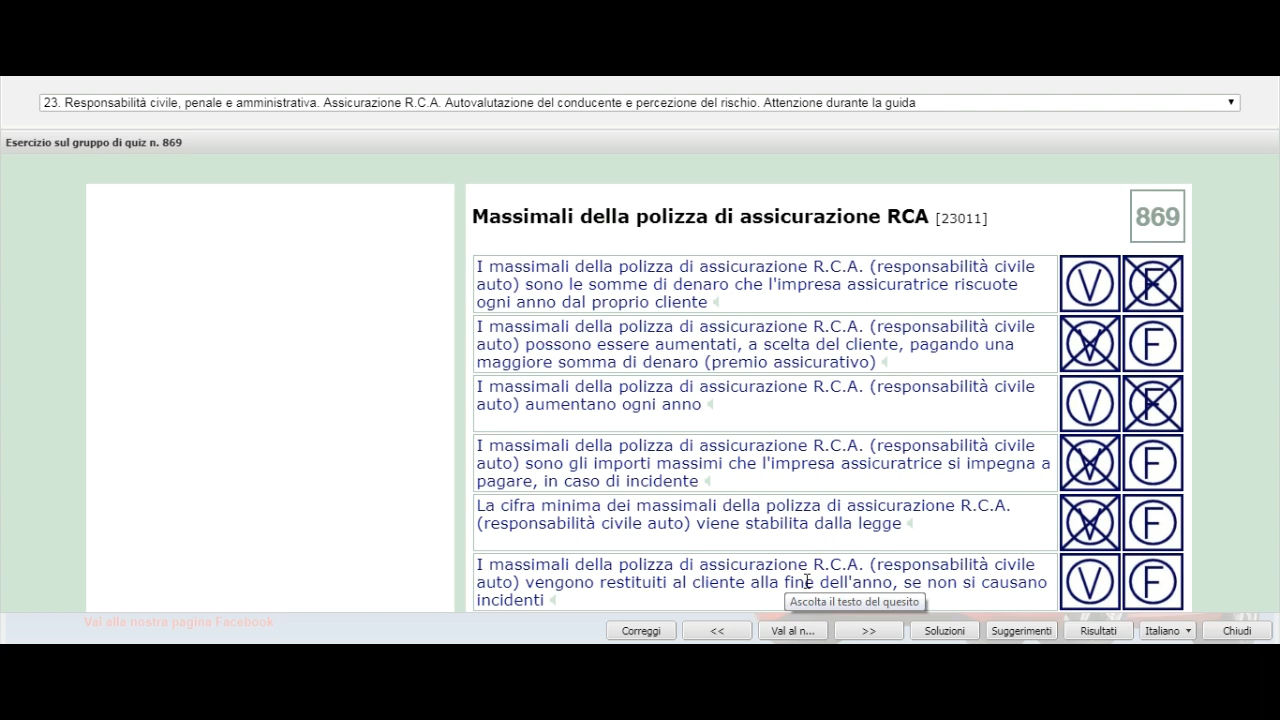 23. Responsabilità civile, penale e amministrativa. Assicurazione R.C.A. Autovalutazione del conducente e percezione del rischio. Attenzione durante la guida
Esercizio sul gruppo di quiz n. 869
Massimali della polizza di assicurazione RCA [23011]
869
I massimali della polizza di assicurazione R.C.A. (responsabilità civile
auto) sono le somme di denaro che l'impresa assicuratrice riscuote
ogni anno dal proprio cliente
V F
I massimali della polizza di assicurazione R.C.A. (responsabilità civile
auto) possono essere aumentati, a scelta del cliente, pagando una
maggiore somma di denaro (premio assicurativo)
V F
I massimali della polizza di assicurazione R.C.A. (responsabilità civile
auto) aumentano ogni anno
V F
I massimali della polizza di assicurazione R.C.A. (responsabilità civile
auto) sono gli importi massimi che l'impresa assicuratrice si impegna a
pagare, in caso di incidente
V F
La cifra minima dei massimali della polizza di assicurazione R.C.A.
(responsabilità civile auto) viene stabilita dalla legge
V F
I massimali della polizza di assicurazione R.C.A. (responsabilità civile
auto) vengono restituiti al cliente alla fine dell'anno, se non si causano
incidenti
V F
Ascolta il testo del quesito
Vai alla nostra pagina Facebook
Correggi << Vai al n... >> Soluzioni Suggerimenti Risultati Italiano Chiudi